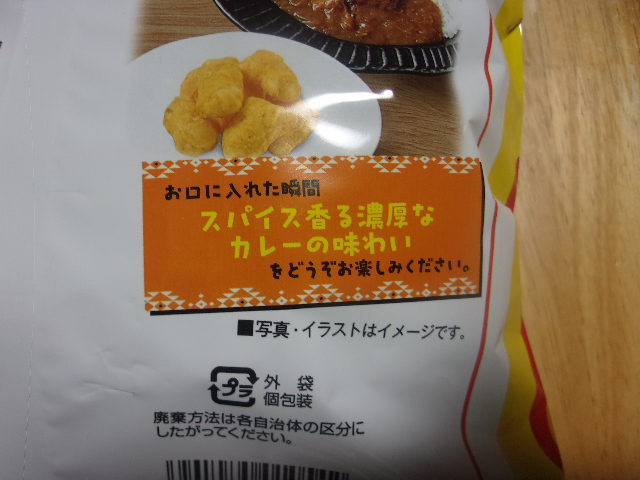 お口に入れた瞬間
スパイス香る濃厚な
カレーの味わい
をどうぞお楽しみください。
■写真・イラストはイメージです。
プラ
外 袋
個包装
廃棄方法は各自治体の区分に
したがってください。